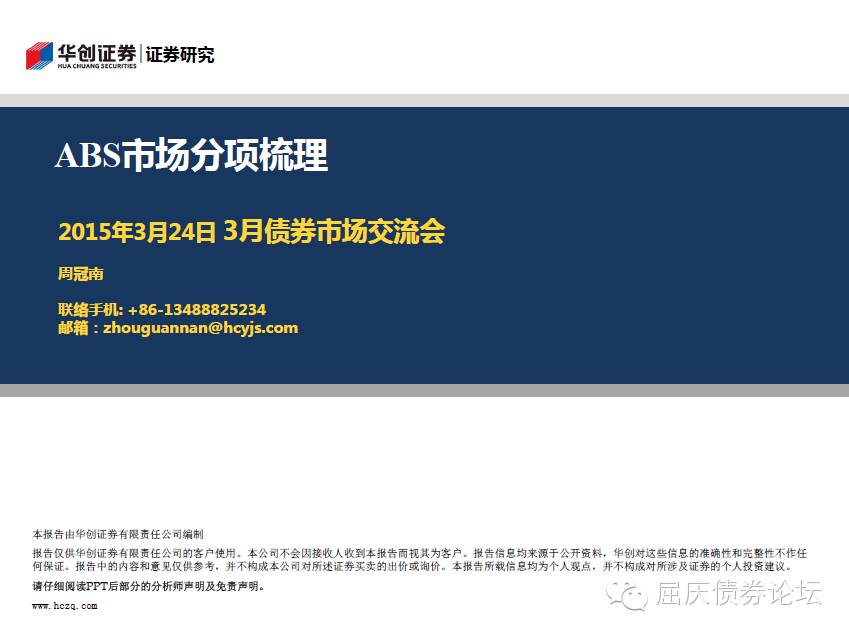 华创证券 证券研究
HUA CHUANG SECURITIES
ABS市场分项梳理
2015年3月24日 3月债券市场交流会
周冠南
联络手机: +86-13488825234
邮箱：zhouguannan@hcyjs.com
本报告由华创证券有限责任公司编制
报告仅供华创证券有限责任公司的客户使用。本公司不会因接收人收到本报告而视其为客户。报告信息均来源于公开资料，华创对这些信息的准确性和完整性不作任
何保证。报告中的内容和意见仅供参考，并不构成本公司对所述证券买卖的出价或询价。本报告所载信息均为个人观点，并不构成对所涉及证券的个人投资建议。
请仔细阅读PPT后部分的分析师声明及免责声明。
www.hczq.com
屈庆债券论坛